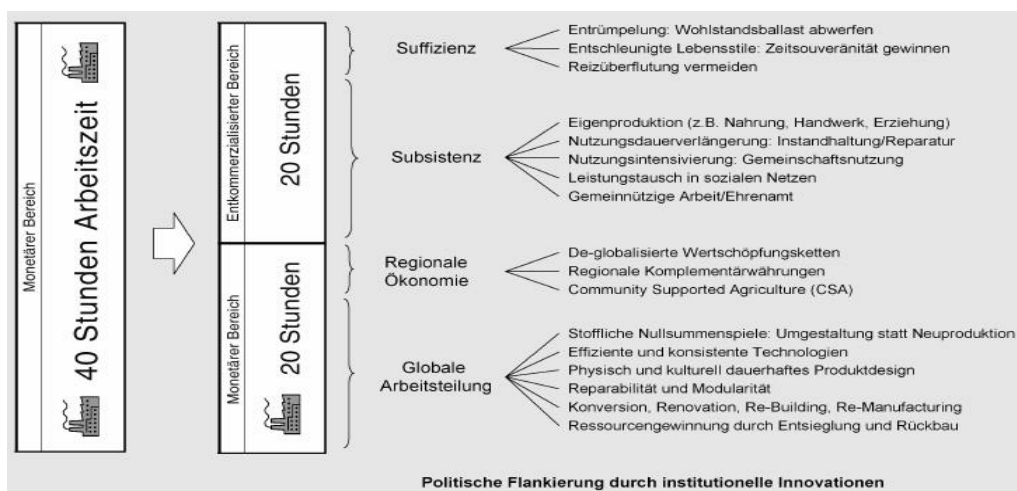 Monetärer Bereich
40 Stunden Arbeitszeit
Entkommerzialisierter Bereich
20 Stunden
Monetärer Bereich
20 Stunden
Suffizienz
Entrümpelung: Wohlstandsballast abwerfen
Entschleunigte Lebensstile: Zeitsouveränität gewinnen
Reizüberflutung vermeiden
Subsistenz
Eigenproduktion (z.B. Nahrung, Handwerk, Erziehung)
Nutzungsdauerverlängerung: Instandhaltung/Reparatur
Nutzungsintensivierung: Gemeinschaftsnutzung
Leistungstausch in sozialen Netzen
Gemeinnützige Arbeit/Ehrenamt
Regionale
Ökonomie
De-globalisierte Wertschöpfungsketten
Regionale Komplementärwährungen
Community Supported Agriculture (CSA)
Globale
Arbeitsteilung
Stoffliche Nullsummenspiele: Umgestaltung statt Neuproduktion
Effiziente und konsistente Technologien
Physisch und kulturell dauerhaftes Produktdesign
Reparabilität und Modularität
Konversion, Renovation, Re-Building, Re-Manufacturing
Ressourcengewinnung durch Entsieglung und Rückbau
Politische Flankierung durch institutionelle Innovationen